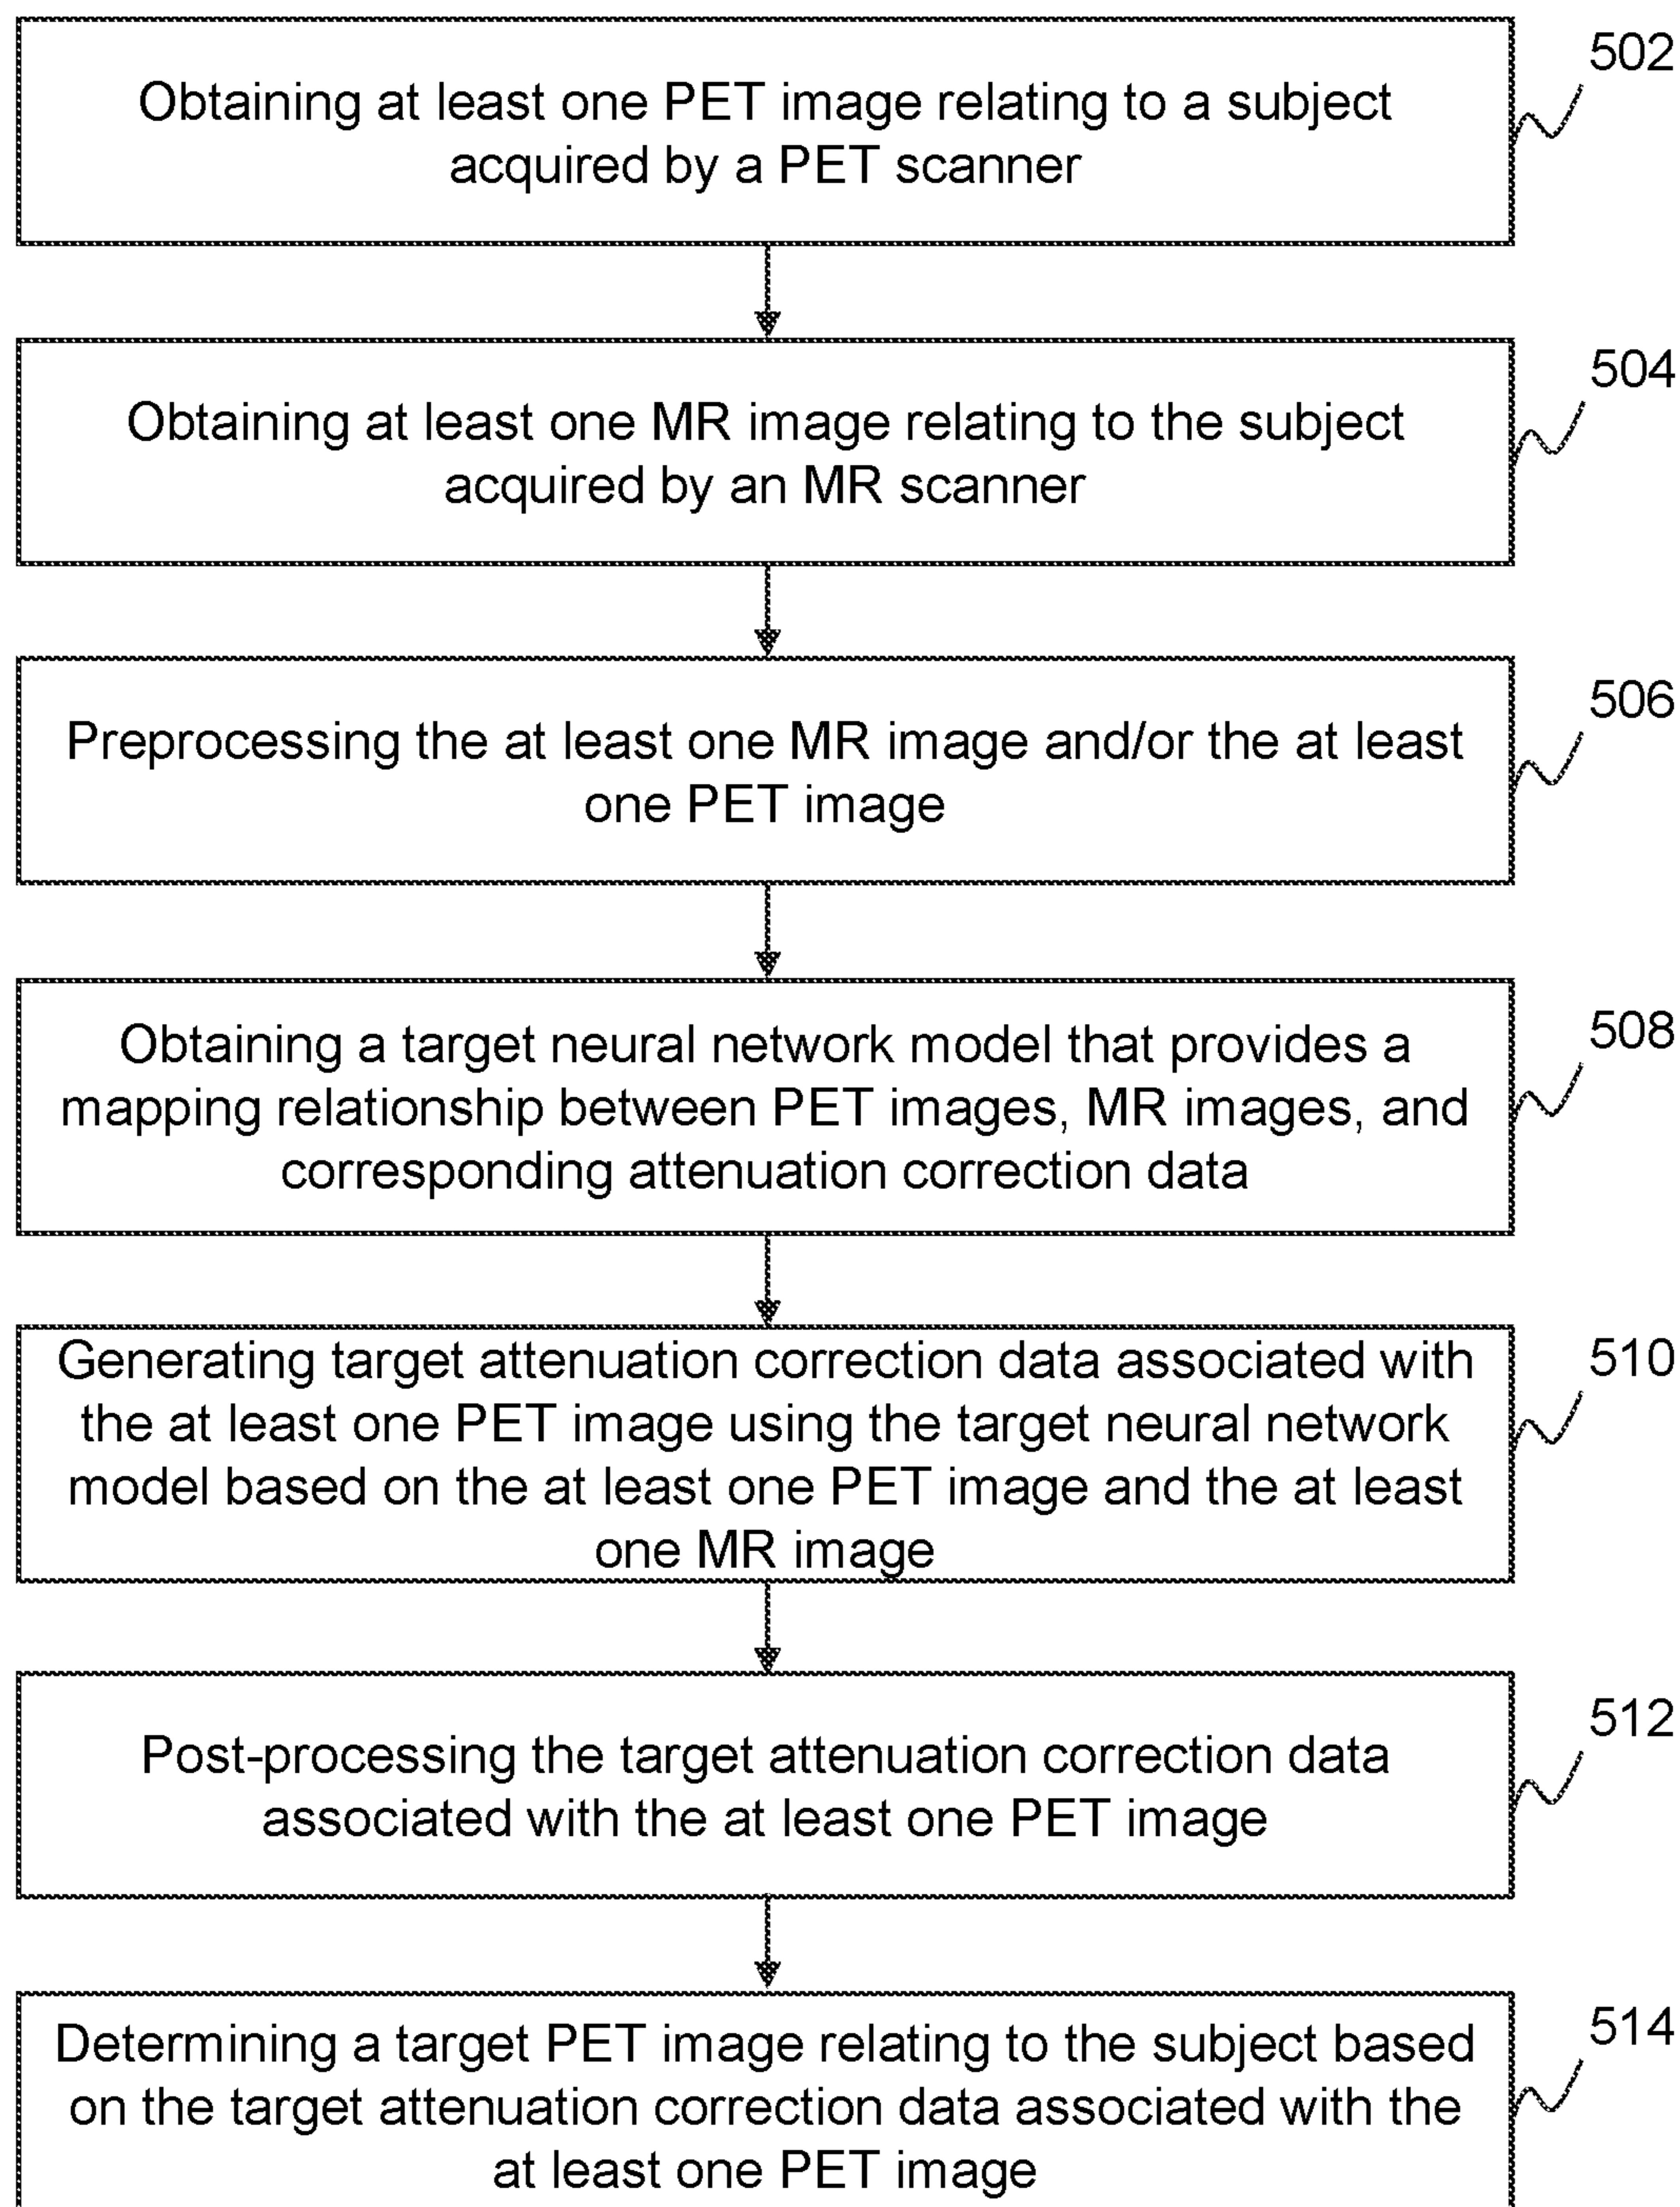 502
Obtaining at least one PET image relating to a subject
acquired by a PET scanner
504
Obtaining at least one MR image relating to the subject
acquired by an MR scanner
506
Preprocessing the at least one MR image and/or the at least
one PET image
508
Obtaining a target neural network model that provides a
mapping relationship between PET images, MR images, and
corresponding attenuation correction data
510
Generating target attenuation correction data associated with
the at least one PET image using the target neural network
model based on the at least one PET image and the at least
one MR image
512
Post-processing the target attenuation correction data
associated with the at least one PET image
514
Determining a target PET image relating to the subject based
on the target attenuation correction data associated with the
at least one PET image